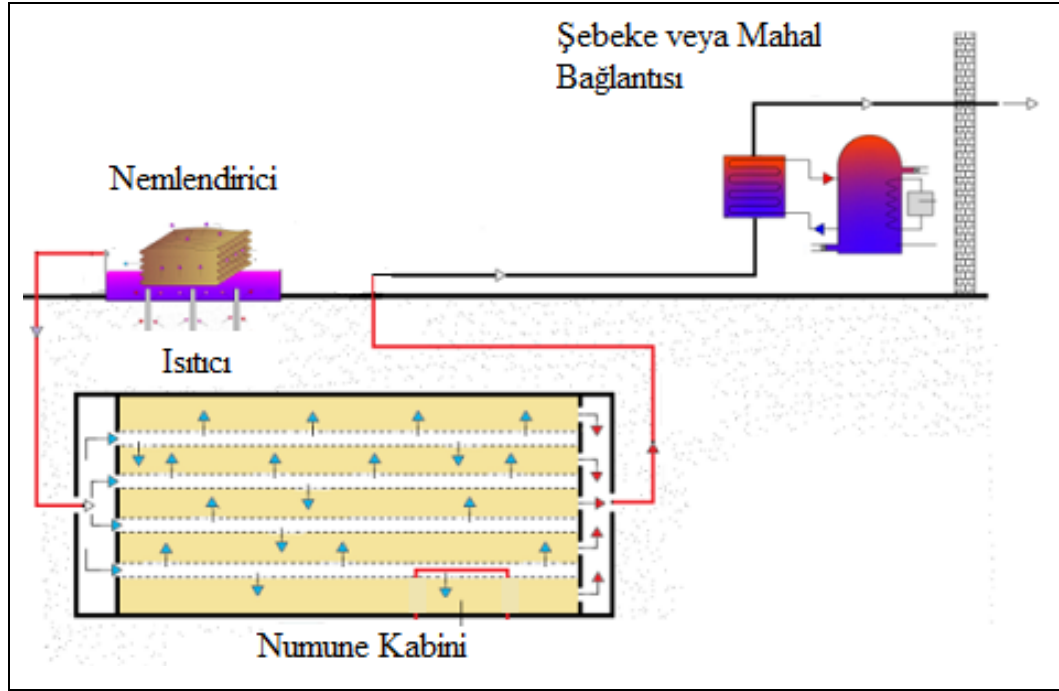 Şebeke veya Mahal
Bağlantısı
Nemlendirici
Isıtıcı
Numune Kabini